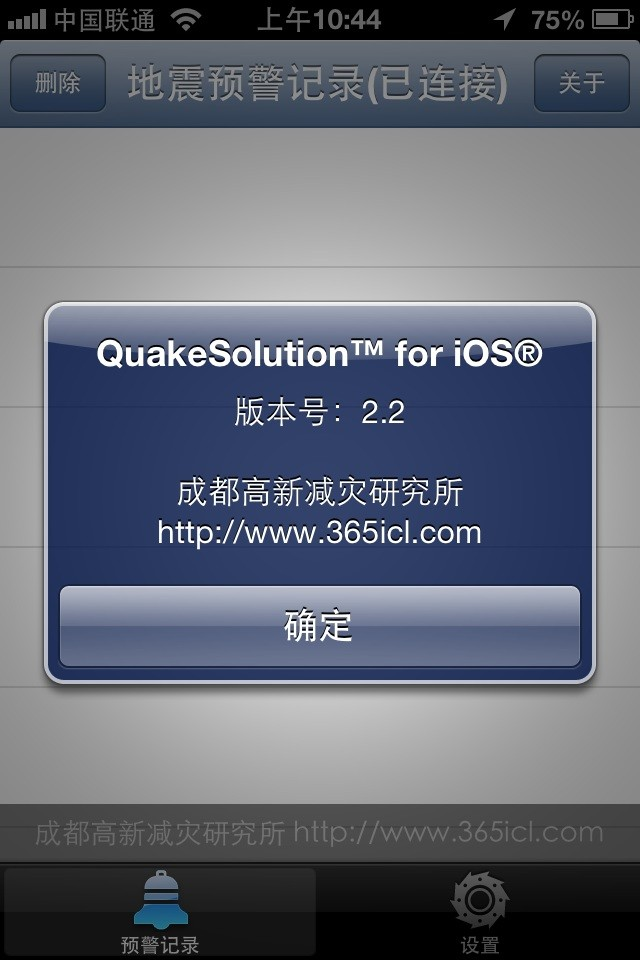 中国联通 上午10:44 75%
删除 地震预警记录(已连接) 关于
QuakeSolution™ for iOS®
版本号：2.2
成都高新减灾研究所
http://www.365icl.com
确定
成都高新减灾研究所 http://www.365icl.com
预警记录 设置